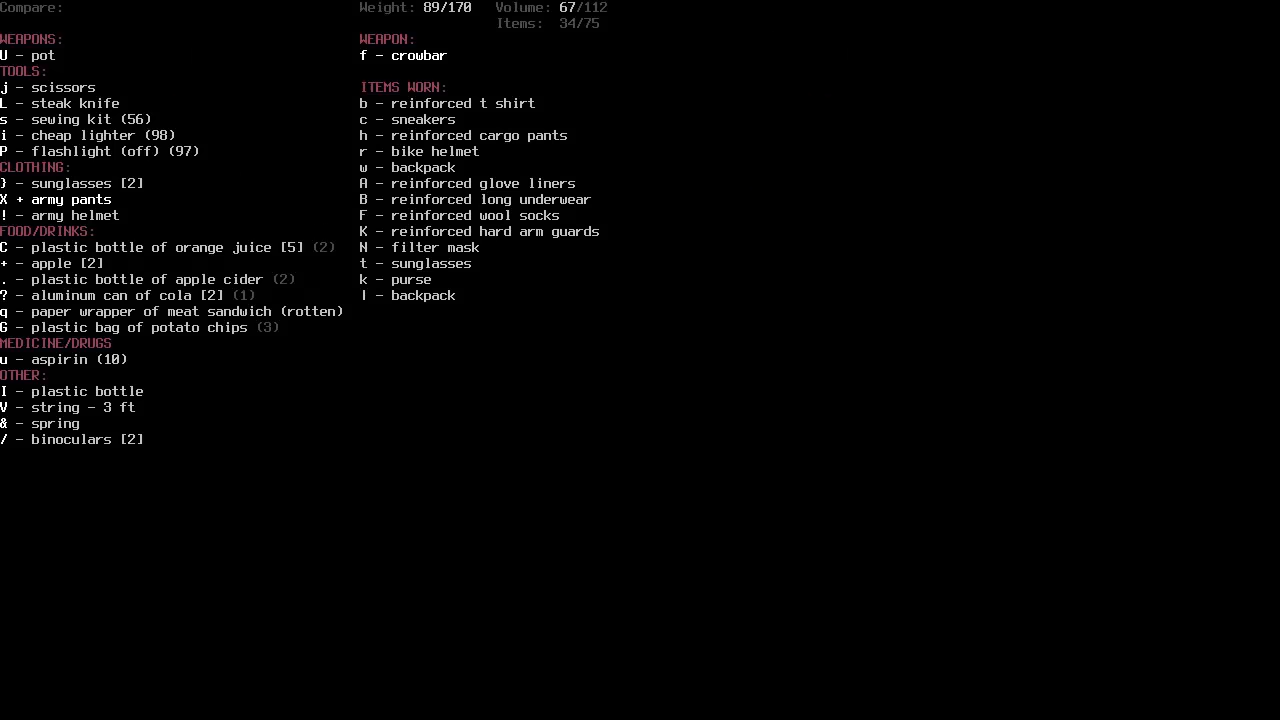 Compare:
Weight: 89/170 Volume: 67/112
Items: 34/75
WEAPONS:
U - pot
TOOLS:
j - scissors
L - steak knife
s - sewing kit (56)
i - cheap lighter (98)
P - flashlight (off) (97)
CLOTHING:
} - sunglasses [2]
X + army pants
! - army helmet
FOOD/DRINKS:
C - plastic bottle of orange juice [5] (2)
+ - apple [2]
. - plastic bottle of apple cider (2)
? - aluminum can of cola [2] (1)
q - paper wrapper of meat sandwich (rotten)
G - plastic bag of potato chips (3)
MEDICINE/DRUGS
u - aspirin (10)
OTHER:
I - plastic bottle
V - string - 3 ft
& - spring
/ - binoculars [2]
WEAPON:
f - crowbar
ITEMS WORN:
b - reinforced t shirt
c - sneakers
h - reinforced cargo pants
r - bike helmet
w - backpack
A - reinforced glove liners
B - reinforced long underwear
F - reinforced wool socks
K - reinforced hard arm guards
N - filter mask
t - sunglasses
k - purse
l - backpack